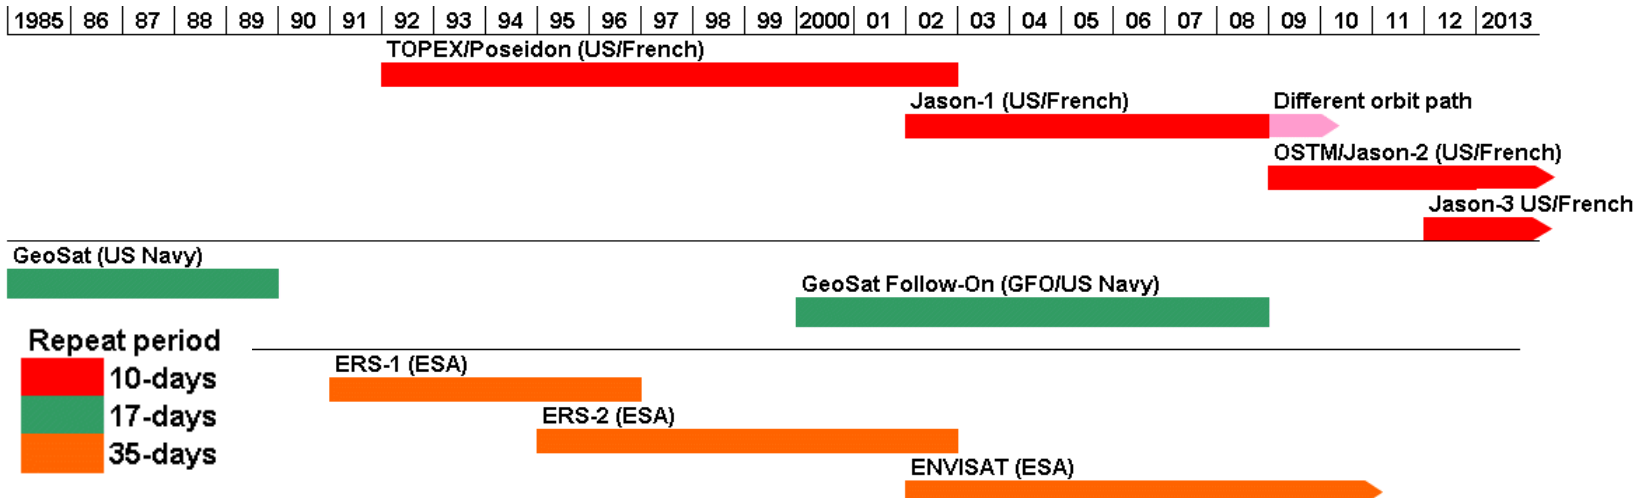 1985 86 87 88 89 90 91 92 93 94 95 96 97 98 99 2000 01 02 03 04 05 06 07 08 09 10 11 12 2013
TOPEX/Poseidon (US/French)
Jason-1 (US/French) Different orbit path
OSTM/Jason-2 (US/French)
Jason-3 US/French
GeoSat (US Navy)
GeoSat Follow-On (GFO/US Navy)
Repeat period
10-days
17-days
35-days
ERS-1 (ESA)
ERS-2 (ESA)
ENVISAT (ESA)